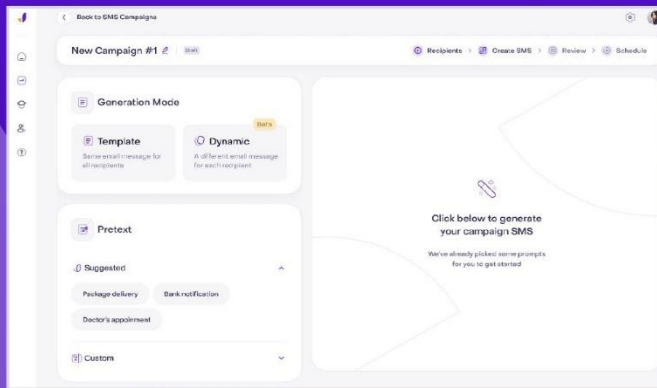 Back to SMS Campaigns
New Campaign #1
Draft
Recipients > Create SMS > Review > Schedule
Generation Mode
Beta
Template
Same email message for
all recipients
Dynamic
A different email message
for each recipient
Pretext
Suggested
Package delivery
Bank notification
Doctor's appoinment
Custom
Click below to generate
your campaign SMS
We've already picked some prompts
for you to get started